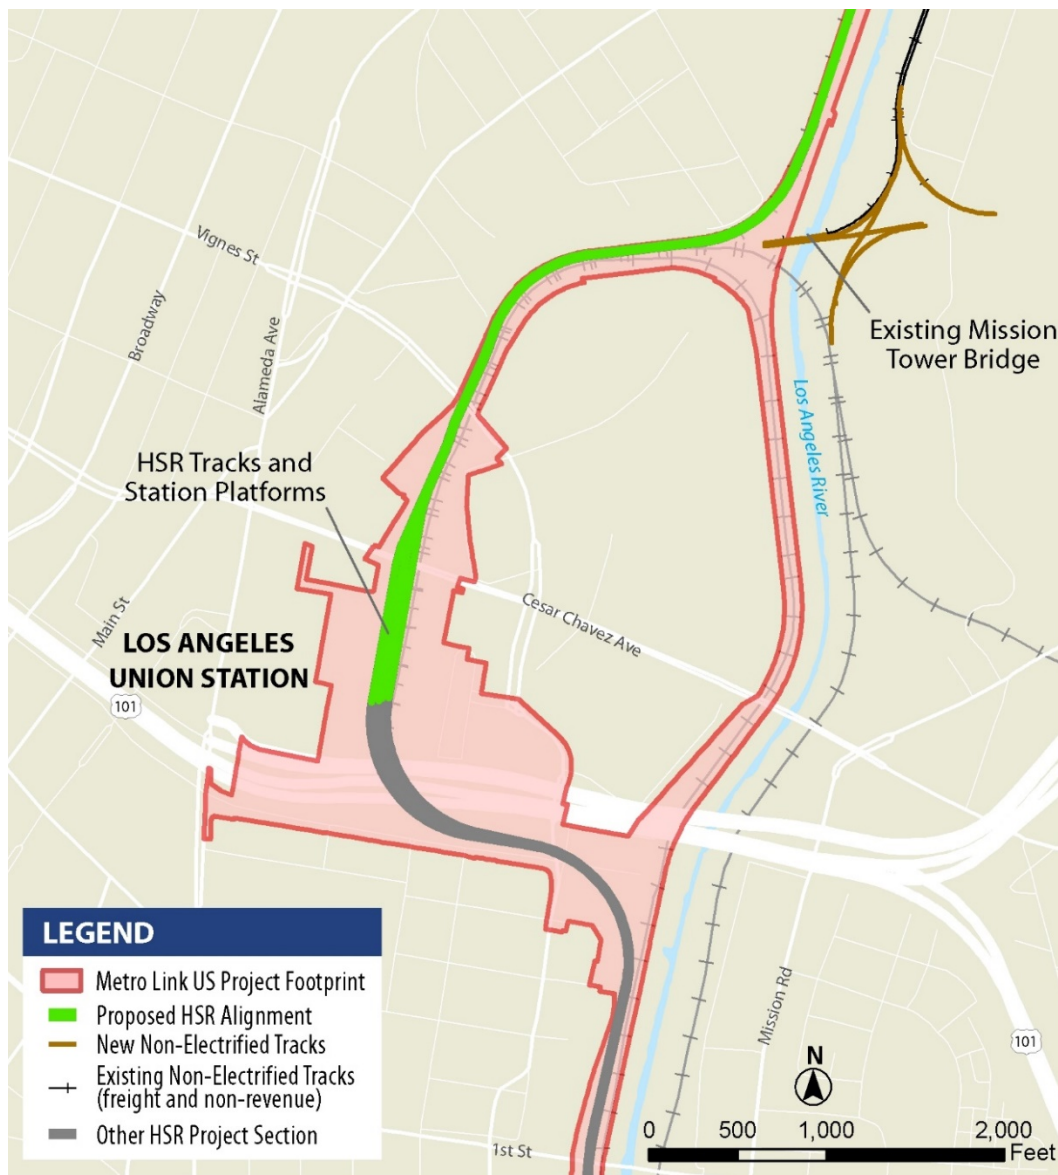 Vignes St
Broadway
Alameda Ave
Existing Mission
Tower Bridge
Los Angeles River
HSR Tracks and
Station Platforms
Cesar Chavez Ave
Main St
LOS ANGELES
UNION STATION
101
Mission Rd
101
LEGEND
Metro Link US Project Footprint
Proposed HSR Alignment
New Non-Electrified Tracks
Existing Non-Electrified Tracks
(freight and non-revenue)
Other HSR Project Section
1st St
N
0 500 1,000 2,000
Feet